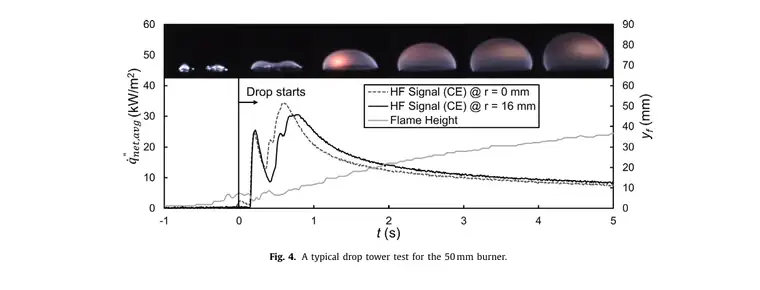 60
50
40
30
20
10
0
q̇"net,avg (kW/m²)
90
80
70
60
50
40
30
20
10
0
yf (mm)
Drop starts
HF Signal (CE) @ r = 0 mm
HF Signal (CE) @ r = 16 mm
Flame Height
-1 0 1 2 3 4 5
t (s)
Fig. 4. A typical drop tower test for the 50 mm burner.